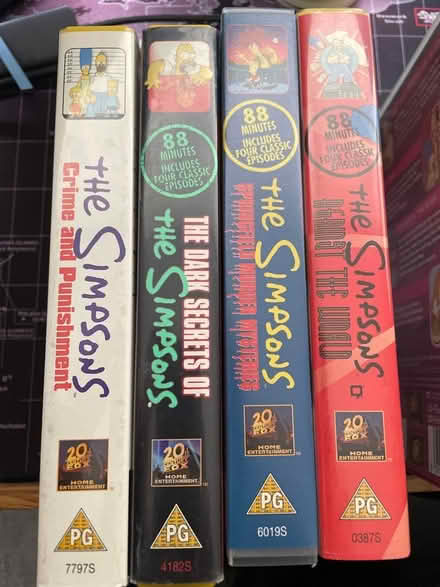 THE SIMPSONS
Crime and Punishment™
20th
CENTURY
FOX
HOME
ENTERTAINMENT
PG
7797S
88
MINUTES
INCLUDES
FOUR CLASSIC
EPISODES
THE DARK SECRETS OF
THE SIMPSONS™
20th
CENTURY
FOX
HOME
ENTERTAINMENT
PG
4182S
88
MINUTES
INCLUDES
FOUR CLASSIC
EPISODES
THE SIMPSONS
SPRINGFIELD MURDER MYSTERIES
20th
CENTURY
FOX
HOME
ENTERTAINMENT
PG
6019S
88
MINUTES
INCLUDES
FOUR CLASSIC
EPISODES
THE SIMPSONS
AGAINST THE WORLD
20th
CENTURY
FOX
HOME
ENTERTAINMENT
PG
0387S